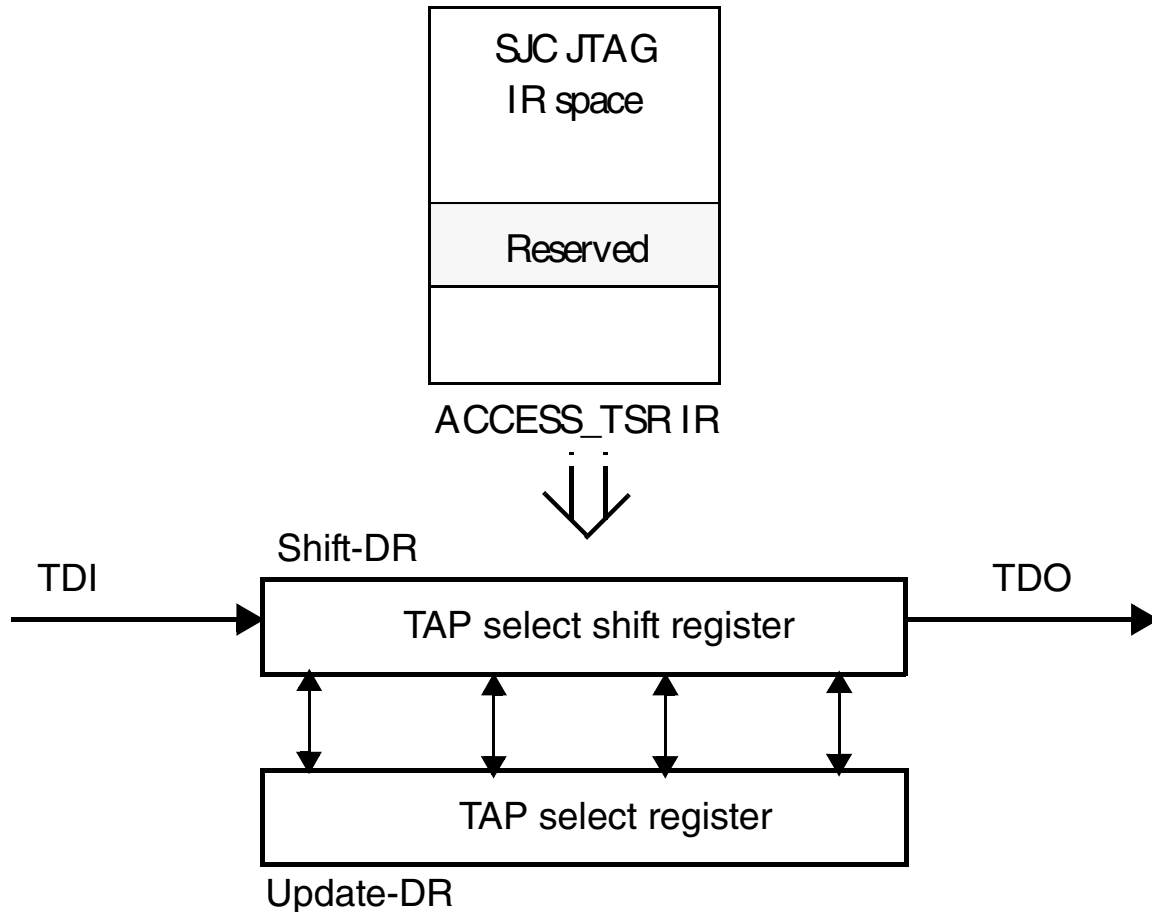 SJC JTAG
IR space
Reserved
ACCESS_TSR IR
Shift-DR
TDI
TDO
TAP select shift register
TAP select register
Update-DR